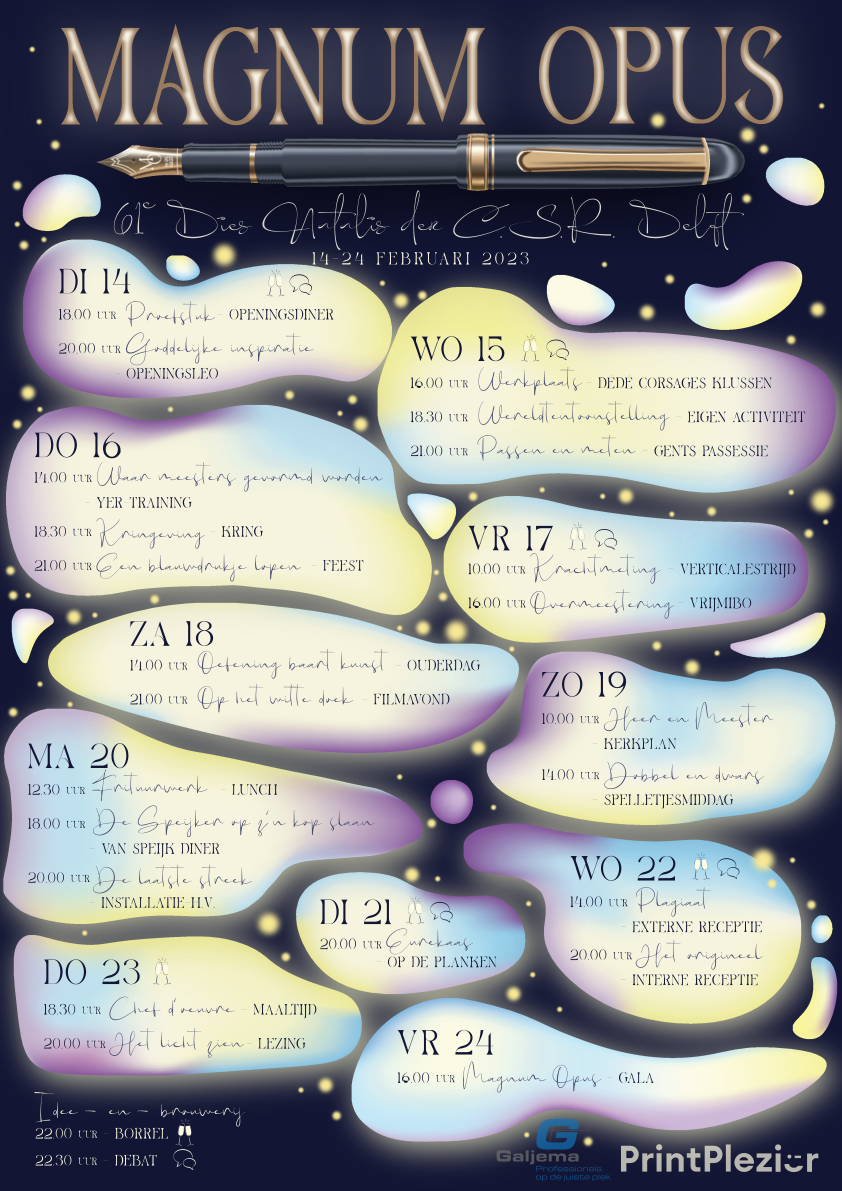 MAGNUM OPUS
61e Dies Natalis der C.S.R. Delft
14-24 FEBRUARI 2023
DI 14
18.00 UUR Proefstuk - OPENINGSDINER
20.00 UUR Goddelijke inspiratie
- OPENINGSLEO
WO 15
16.00 UUR Werkplaats - DEDE CORSAGES KLUSSEN
18.30 UUR Wereldtentoonstelling - EIGEN ACTIVITEIT
21.00 UUR Passen en meten - GENTS PASSESSIE
DO 16
14.00 UUR Waar meesters gevormd worden
- YER-TRAINING
18.30 UUR Kringeving - KRING
21.00 UUR Een blauwdrukje lopen - FEEST
VR 17
10.00 UUR Krachtmeting - VERTICALESTRIJD
16.00 UUR Overmeestering - VRIJMIBO
ZA 18
14.00 UUR Oefening baart kunst - OUDERDAG
21.00 UUR Op het witte doek - FILMAVOND
ZO 19
10.00 UUR Heer en Meester
- KERKPLAN
14.00 UUR Dobbel en dwars
- SPELLETJESMIDDAG
MA 20
12.30 UUR Frituurwerk - LUNCH
18.00 UUR De Speijker op z'n kop slaan
- VAN SPEIJK DINER
20.00 UUR De laatste streek
- INSTALLATIE-H.V.
DI 21
20.00 UUR Eurekaas
- OP DE PLANKEN
WO 22
14.00 UUR Plagiaat
- EXTERNE RECEPTIE
20.00 UUR Het origineel
- INTERNE RECEPTIE
DO 23
18.30 UUR Chef d'oeuvre - MAALTIJD
20.00 UUR Het licht zien - LEZING
VR 24
16.00 UUR Magnum Opus - GALA
Idee - en - brouwerij
22.00 UUR - BORREL
22.30 UUR - DEBAT
Galjema
Professionals
op de juiste plek
PrintPlezier